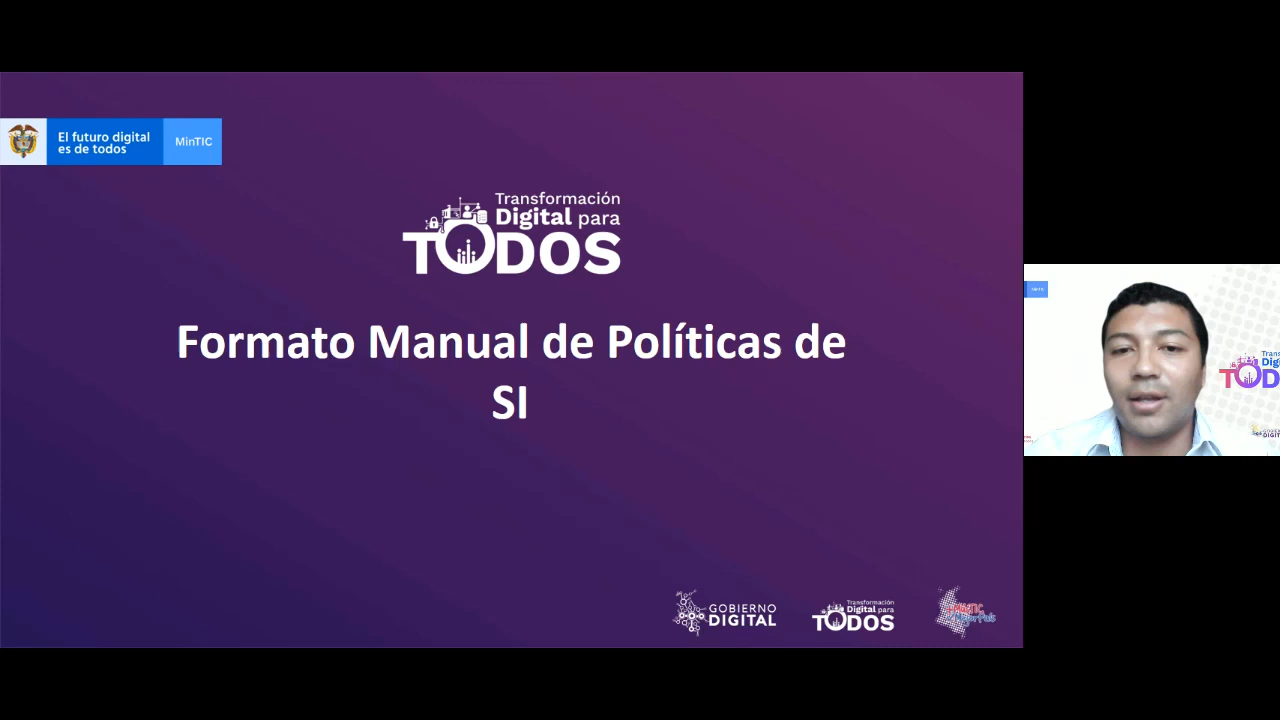 El futuro digital
es de todos
MinTIC
Transformación
Digital para
TODOS
Formato Manual de Políticas de
SI
GOBIERNO
DIGITAL
Transformación
Digital para
TODOS